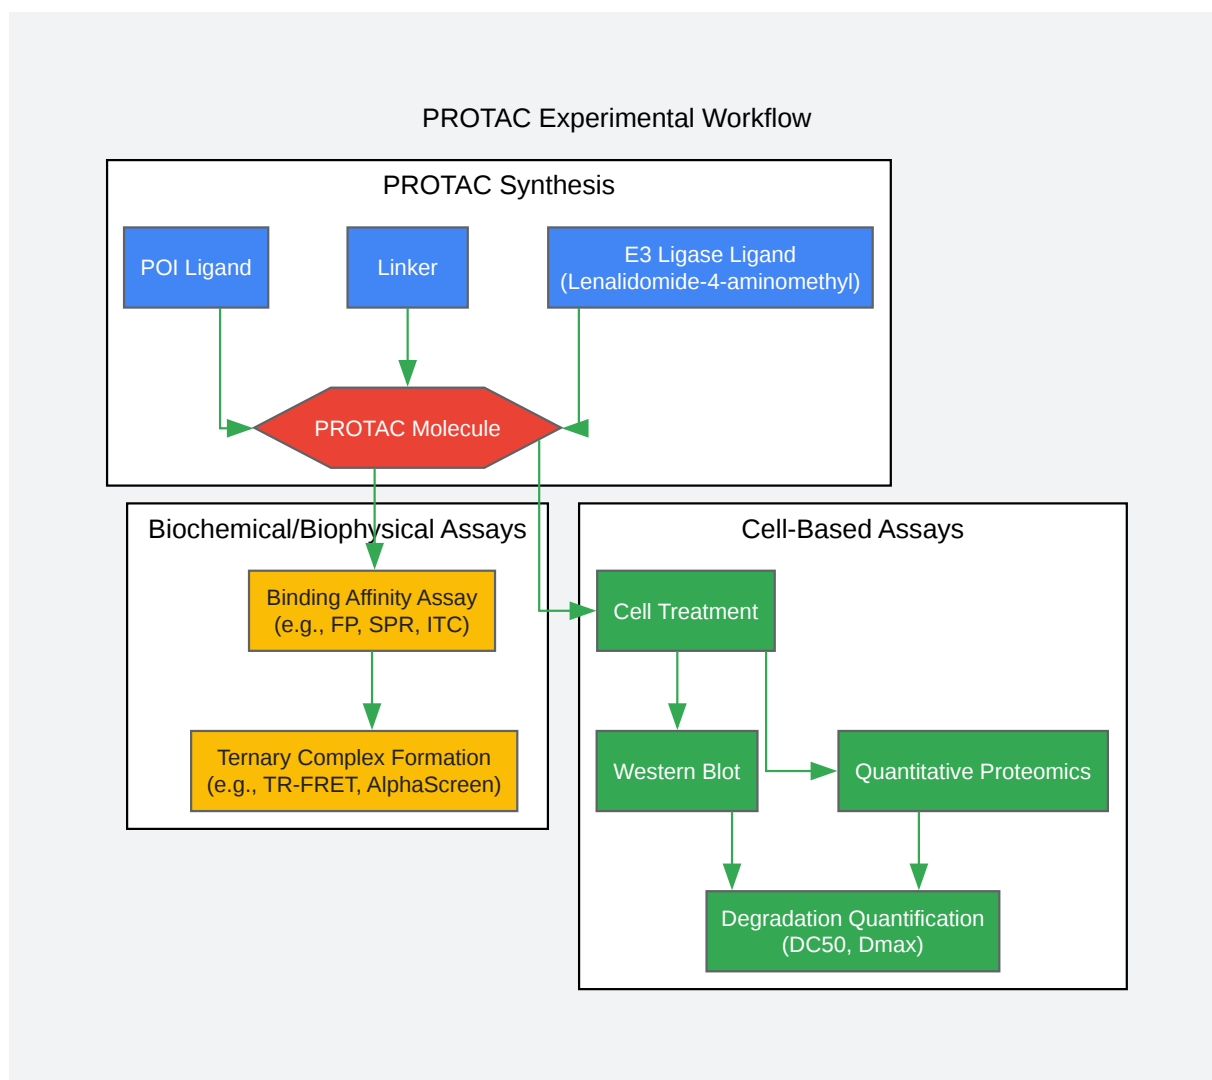 PROTAC Experimental Workflow
PROTAC Synthesis
POI Ligand
Linker
E3 Ligase Ligand
(Lenalidomide-4-aminomethyl)
PROTAC Molecule
Biochemical/Biophysical Assays
Binding Affinity Assay
(e.g., FP, SPR, ITC)
Ternary Complex Formation
(e.g., TR-FRET, AlphaScreen)
Cell-Based Assays
Cell Treatment
Western Blot
Quantitative Proteomics
Degradation Quantification
(DC50, Dmax)